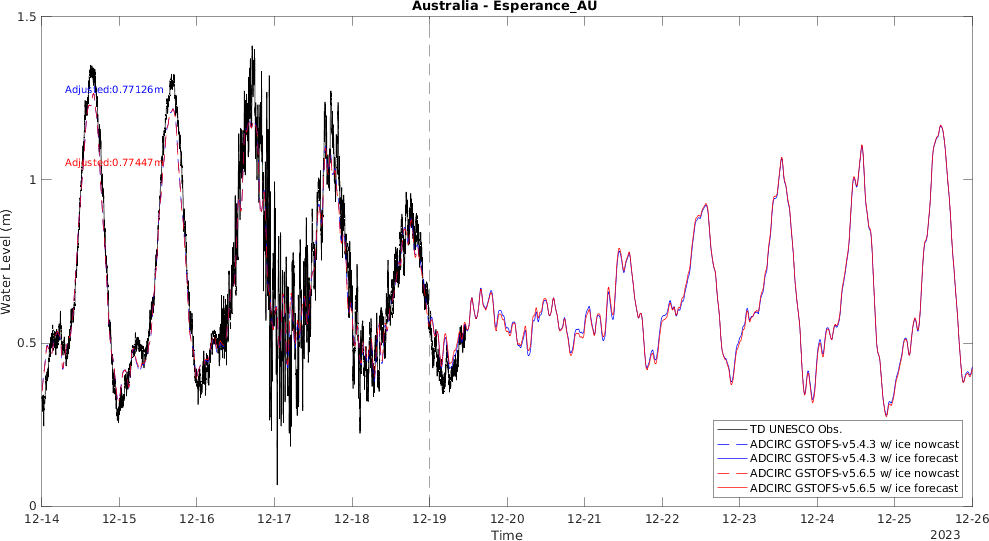 Australia - Esperance_AU
1.5
1
0.5
0
Water Level (m)
Adjusted:0.77126m
Adjusted:0.77447m
TD UNESCO Obs.
ADCIRC GSTOFS-v5.4.3 w/ ice nowcast
ADCIRC GSTOFS-v5.4.3 w/ ice forecast
ADCIRC GSTOFS-v5.6.5 w/ ice nowcast
ADCIRC GSTOFS-v5.6.5 w/ ice forecast
12-14 12-15 12-16 12-17 12-18 12-19 12-20 12-21 12-22 12-23 12-24 12-25 12-26
Time
2023